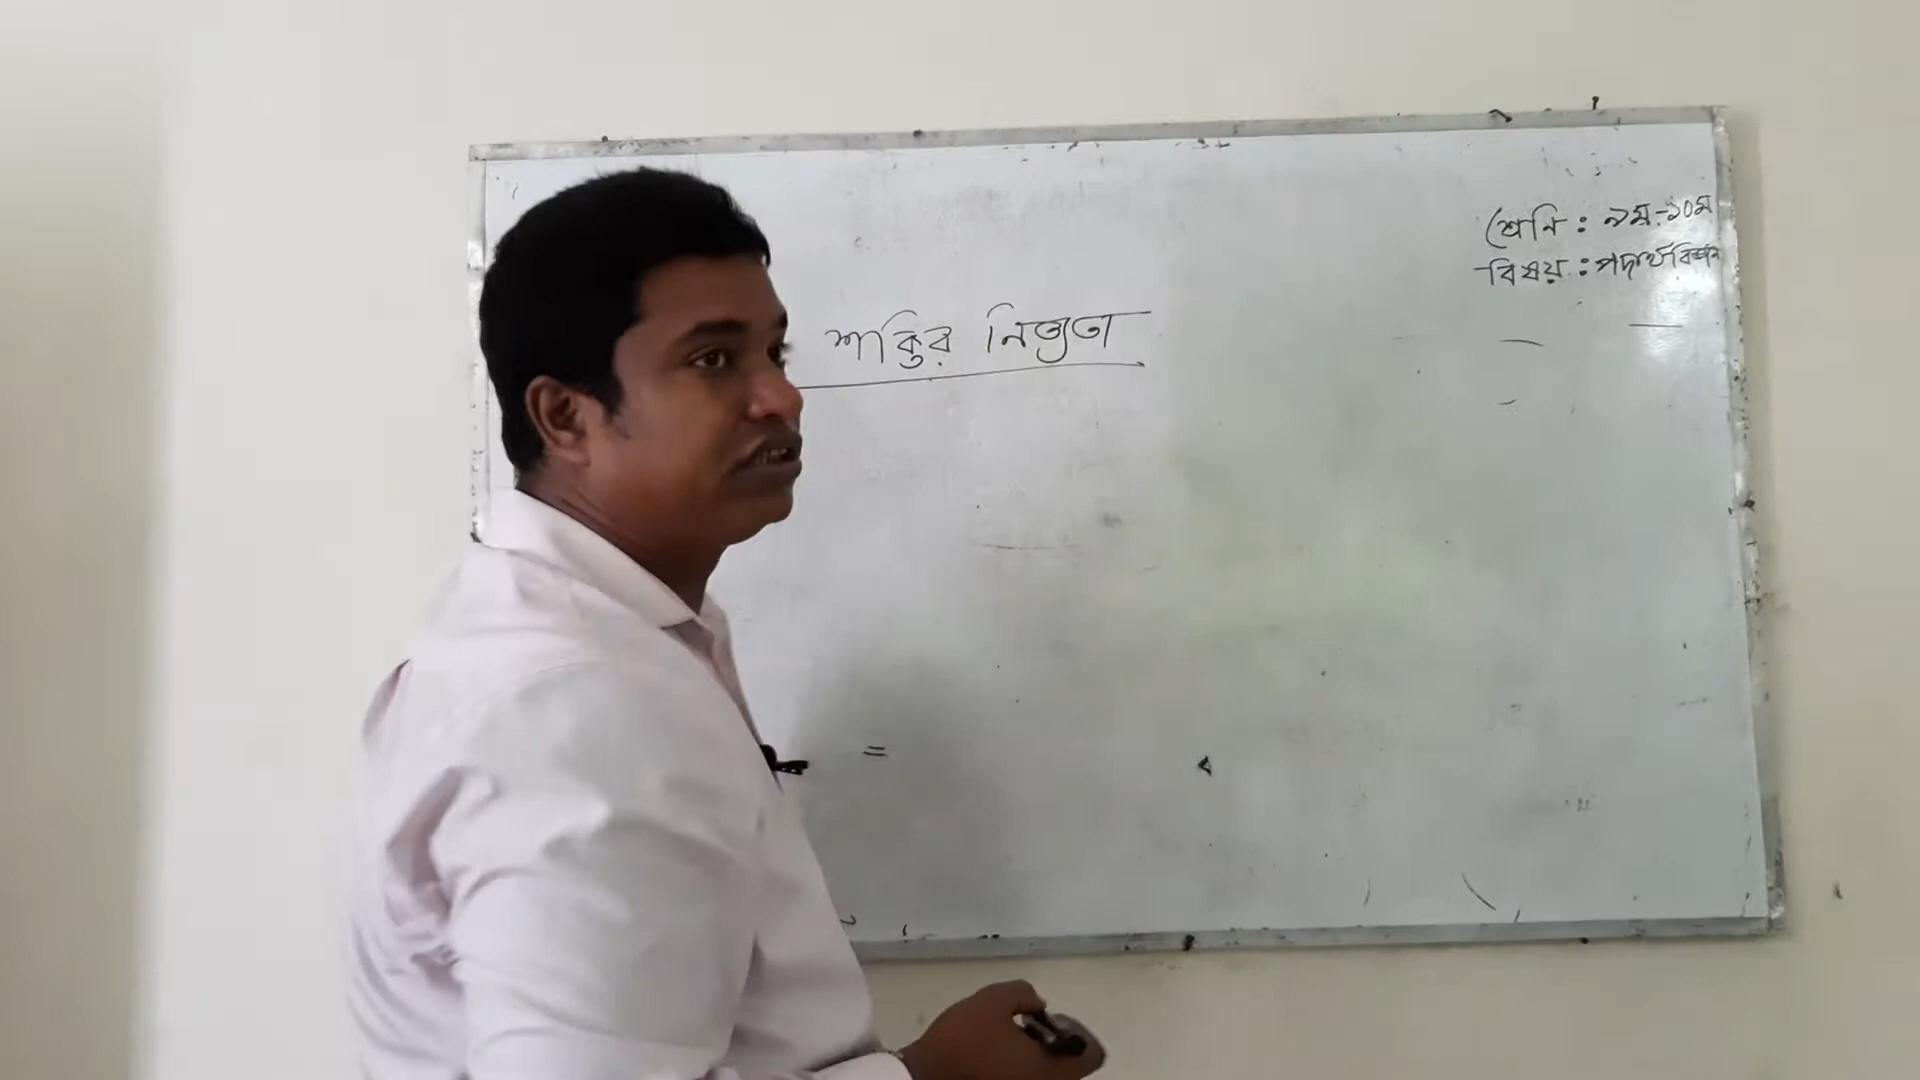 শ্রেনি : ৯ম-১০ম
বিষয় : পদার্থবিজ্ঞান
শক্তির নিত্যতা
=